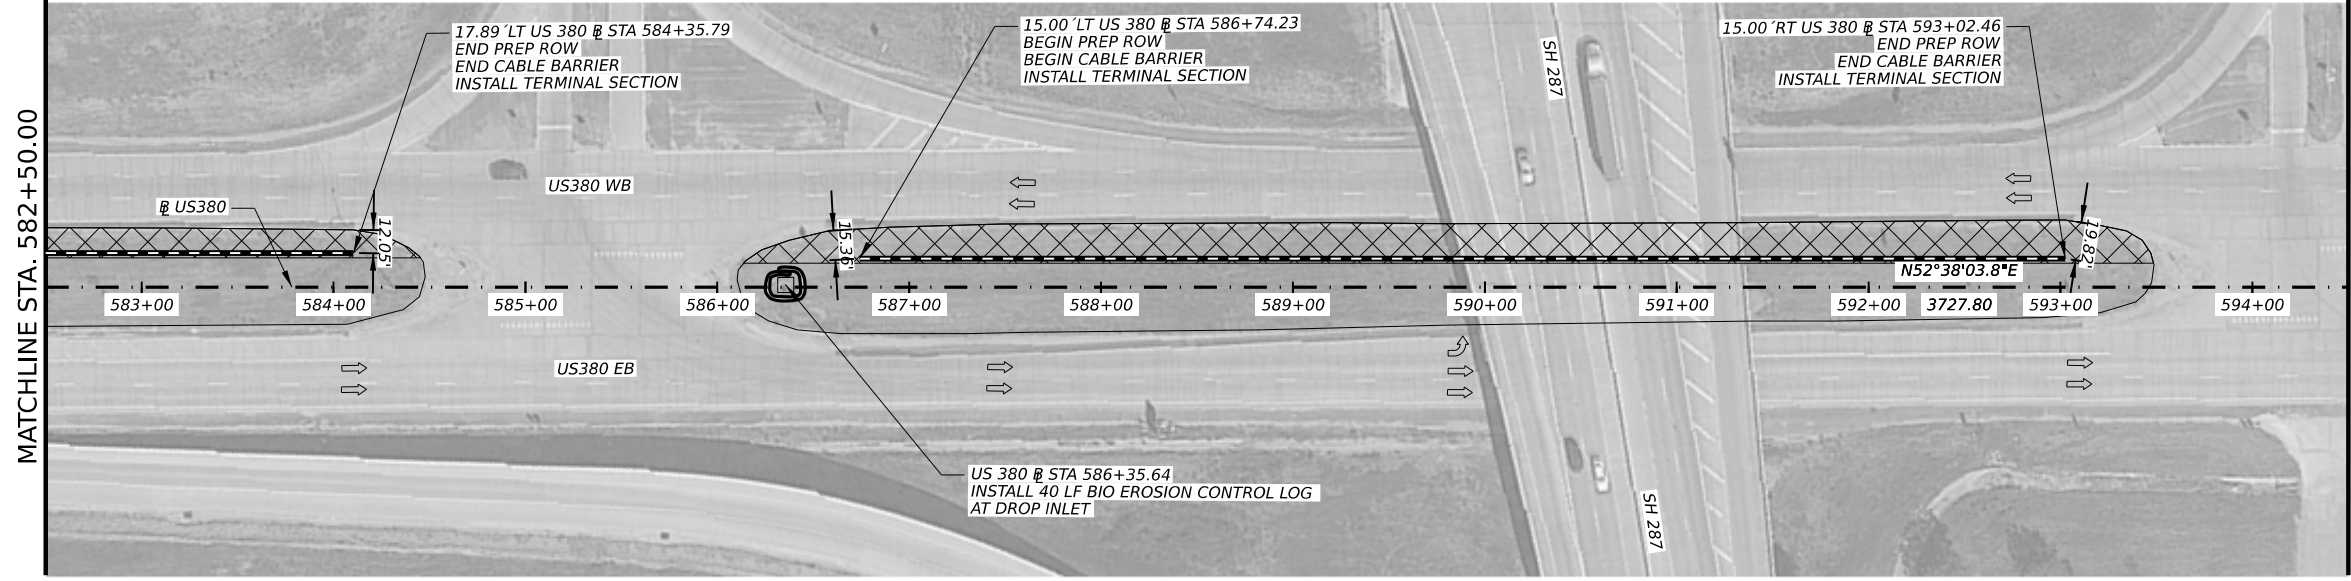 MATCHLINE STA. 582+50.00
17.89´LT US 380 ⅊ STA 584+35.79
END PREP ROW
END CABLE BARRIER
INSTALL TERMINAL SECTION
15.00´LT US 380 ⅊ STA 586+74.23
BEGIN PREP ROW
BEGIN CABLE BARRIER
INSTALL TERMINAL SECTION
15.00´RT US 380 ⅊ STA 593+02.46
END PREP ROW
END CABLE BARRIER
INSTALL TERMINAL SECTION
SH 287
US380 WB
⅊ US380
12.05'
15.36'
19.82'
N52°38'03.8"E
583+00
584+00
585+00
586+00
587+00
588+00
589+00
590+00
591+00
592+00
3727.80
593+00
594+00
US380 EB
US 380 ⅊ STA 586+35.64
INSTALL 40 LF BIO EROSION CONTROL LOG
AT DROP INLET
SH 287